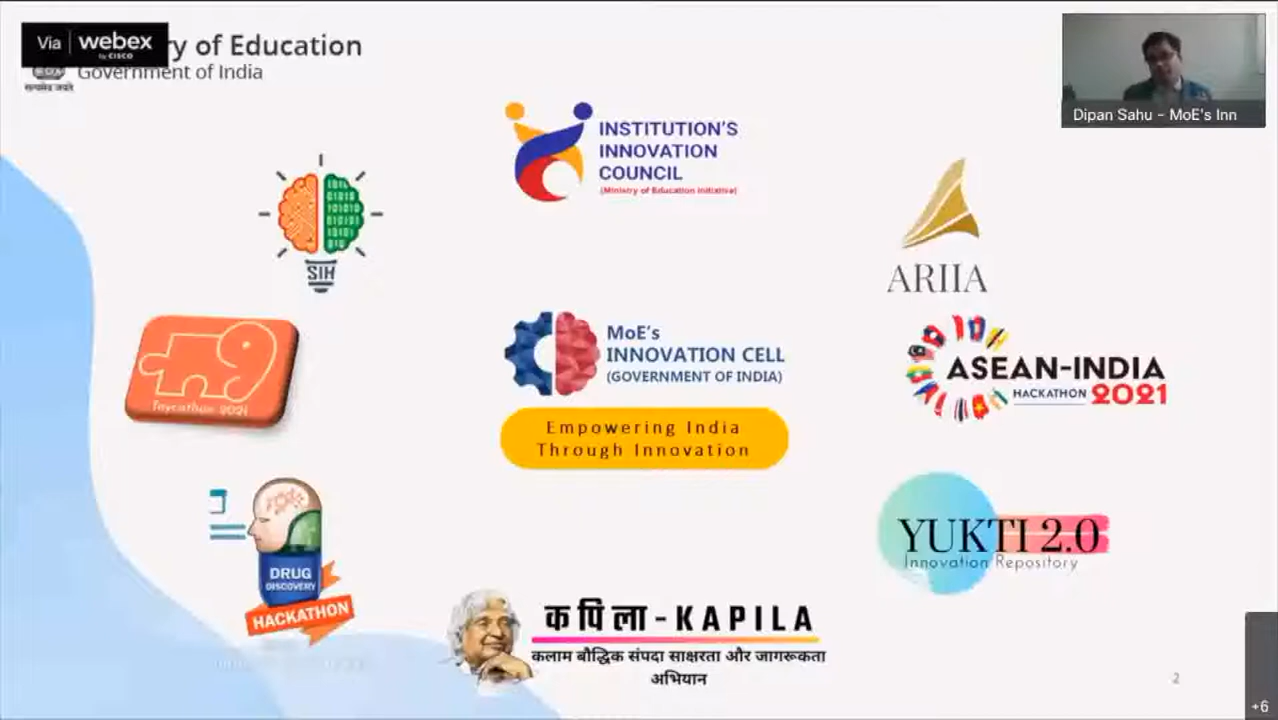 Via webex
by CISCO
ry of Education
Government of India
सत्यमेव जयते
Dipan Sahu - MoE's Inn
INSTITUTION'S
INNOVATION
COUNCIL
(Ministry of Education Initiative)
SIH
ARIIA
Toycathon 2021
MoE's
INNOVATION CELL
(GOVERNMENT OF INDIA)
Empowering India
Through Innovation
ASEAN-INDIA
HACKATHON 2021
DRUG
DISCOVERY
HACKATHON
YUKTI 2.0
Innovation Repository
कपिला - KAPILA
कलाम बौद्धिक संपदा साक्षरता और जागरूकता
अभियान
2
+6